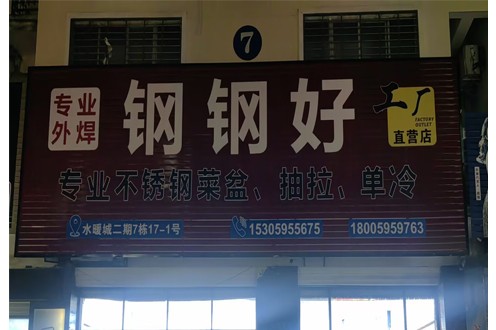 7
专业
外焊
钢钢好
工厂
FACTORY
OUTLET
直营店
专业不锈钢菜盆、抽拉、单冷
水暖城二期7栋17-1号
15305955675
18005959763